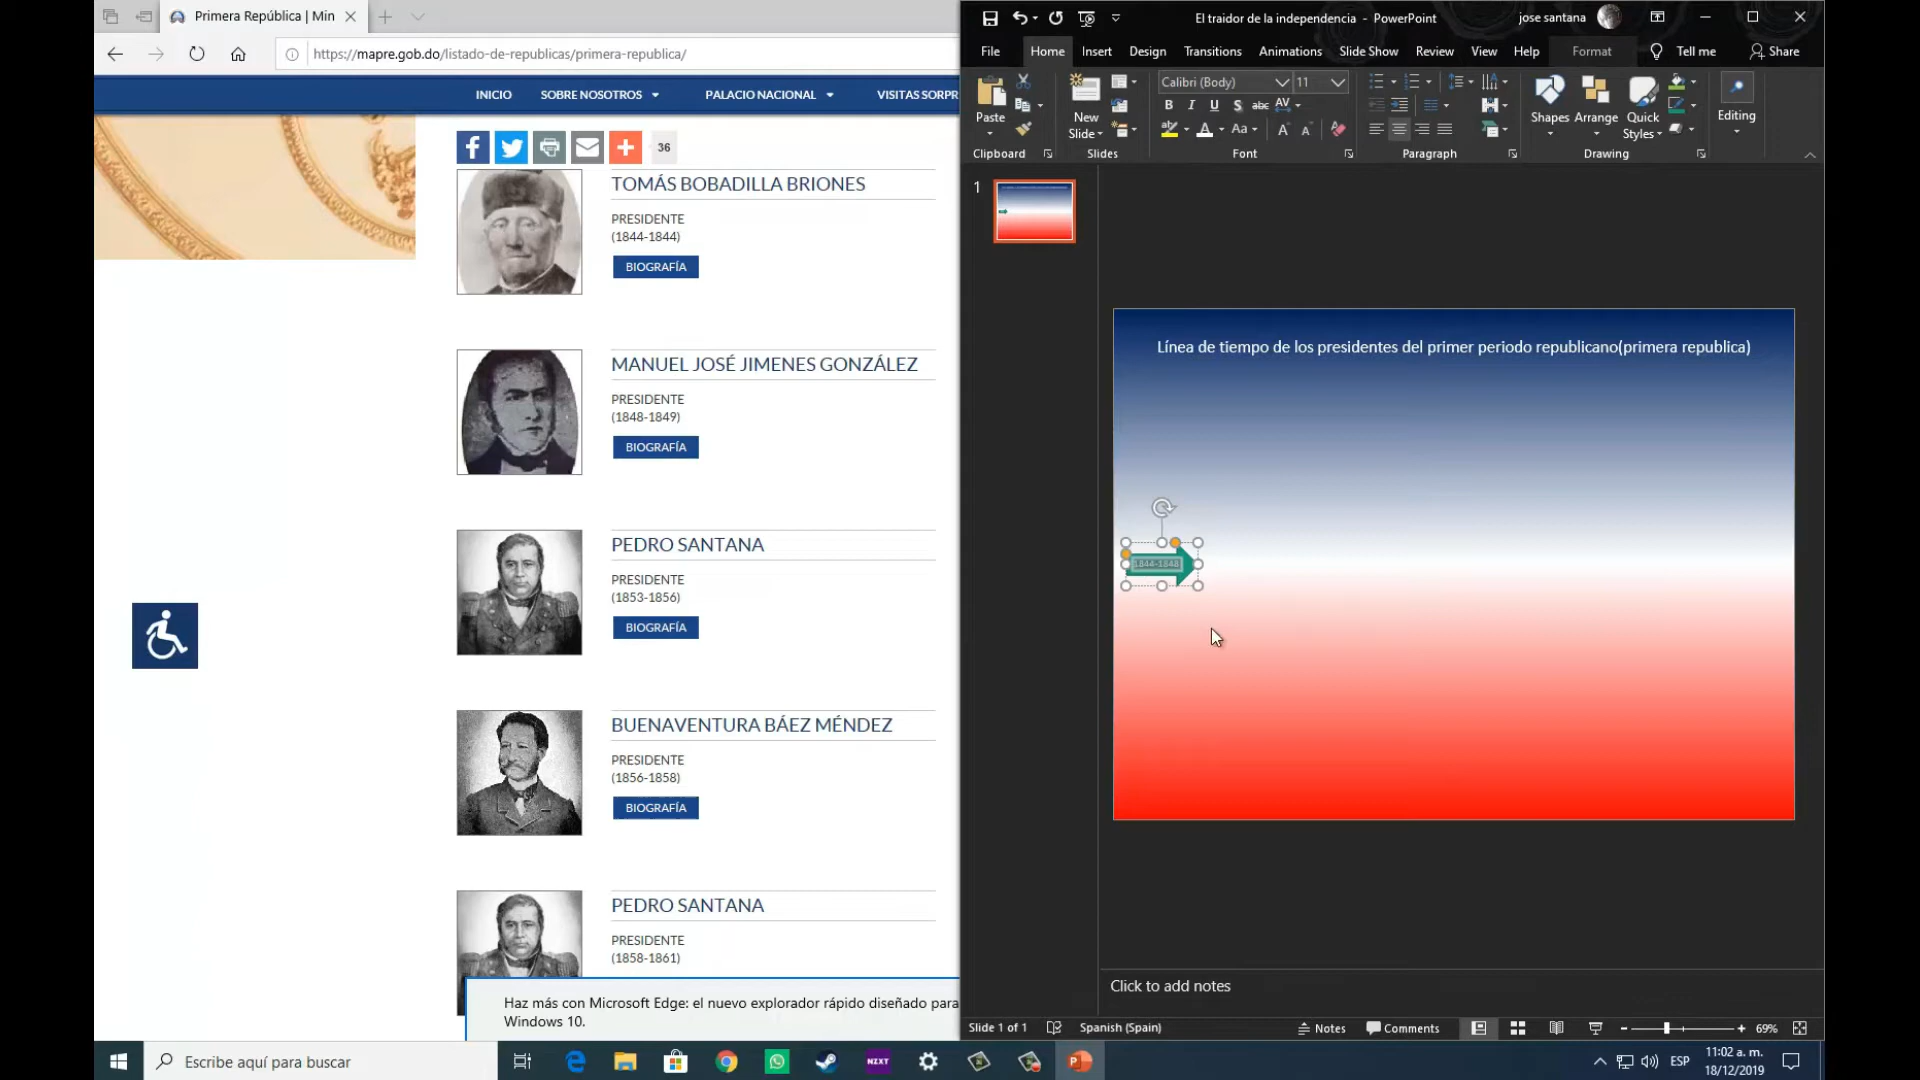 Primera República | Min
https://mapre.gob.do/listado-de-republicas/primera-republica/
INICIO
SOBRE NOSOTROS
PALACIO NACIONAL
VISITAS SORPR
36
TOMÁS BOBADILLA BRIONES
PRESIDENTE
(1844-1844)
BIOGRAFÍA
MANUEL JOSÉ JIMENES GONZÁLEZ
PRESIDENTE
(1848-1849)
BIOGRAFÍA
PEDRO SANTANA
PRESIDENTE
(1853-1856)
BIOGRAFÍA
BUENAVENTURA BÁEZ MÉNDEZ
PRESIDENTE
(1856-1858)
BIOGRAFÍA
PEDRO SANTANA
PRESIDENTE
(1858-1861)
Haz más con Microsoft Edge: el nuevo explorador rápido diseñado para
Windows 10.
El traidor de la independencia - PowerPoint
jose santana
File Home Insert Design Transitions Animations Slide Show Review View Help Format Tell me Share
Calibri (Body) 11
Paste
New
Slide
Shapes Arrange Quick
Styles
Editing
Clipboard Slides Font Paragraph Drawing
1
Línea de tiempo de los presidentes del primer periodo republicano(primera republica)
1844-1848
Click to add notes
Slide 1 of 1 Spanish (Spain) Notes Comments 69%
Escribe aquí para buscar
NZXT
ESP
11:02 a. m.
18/12/2019